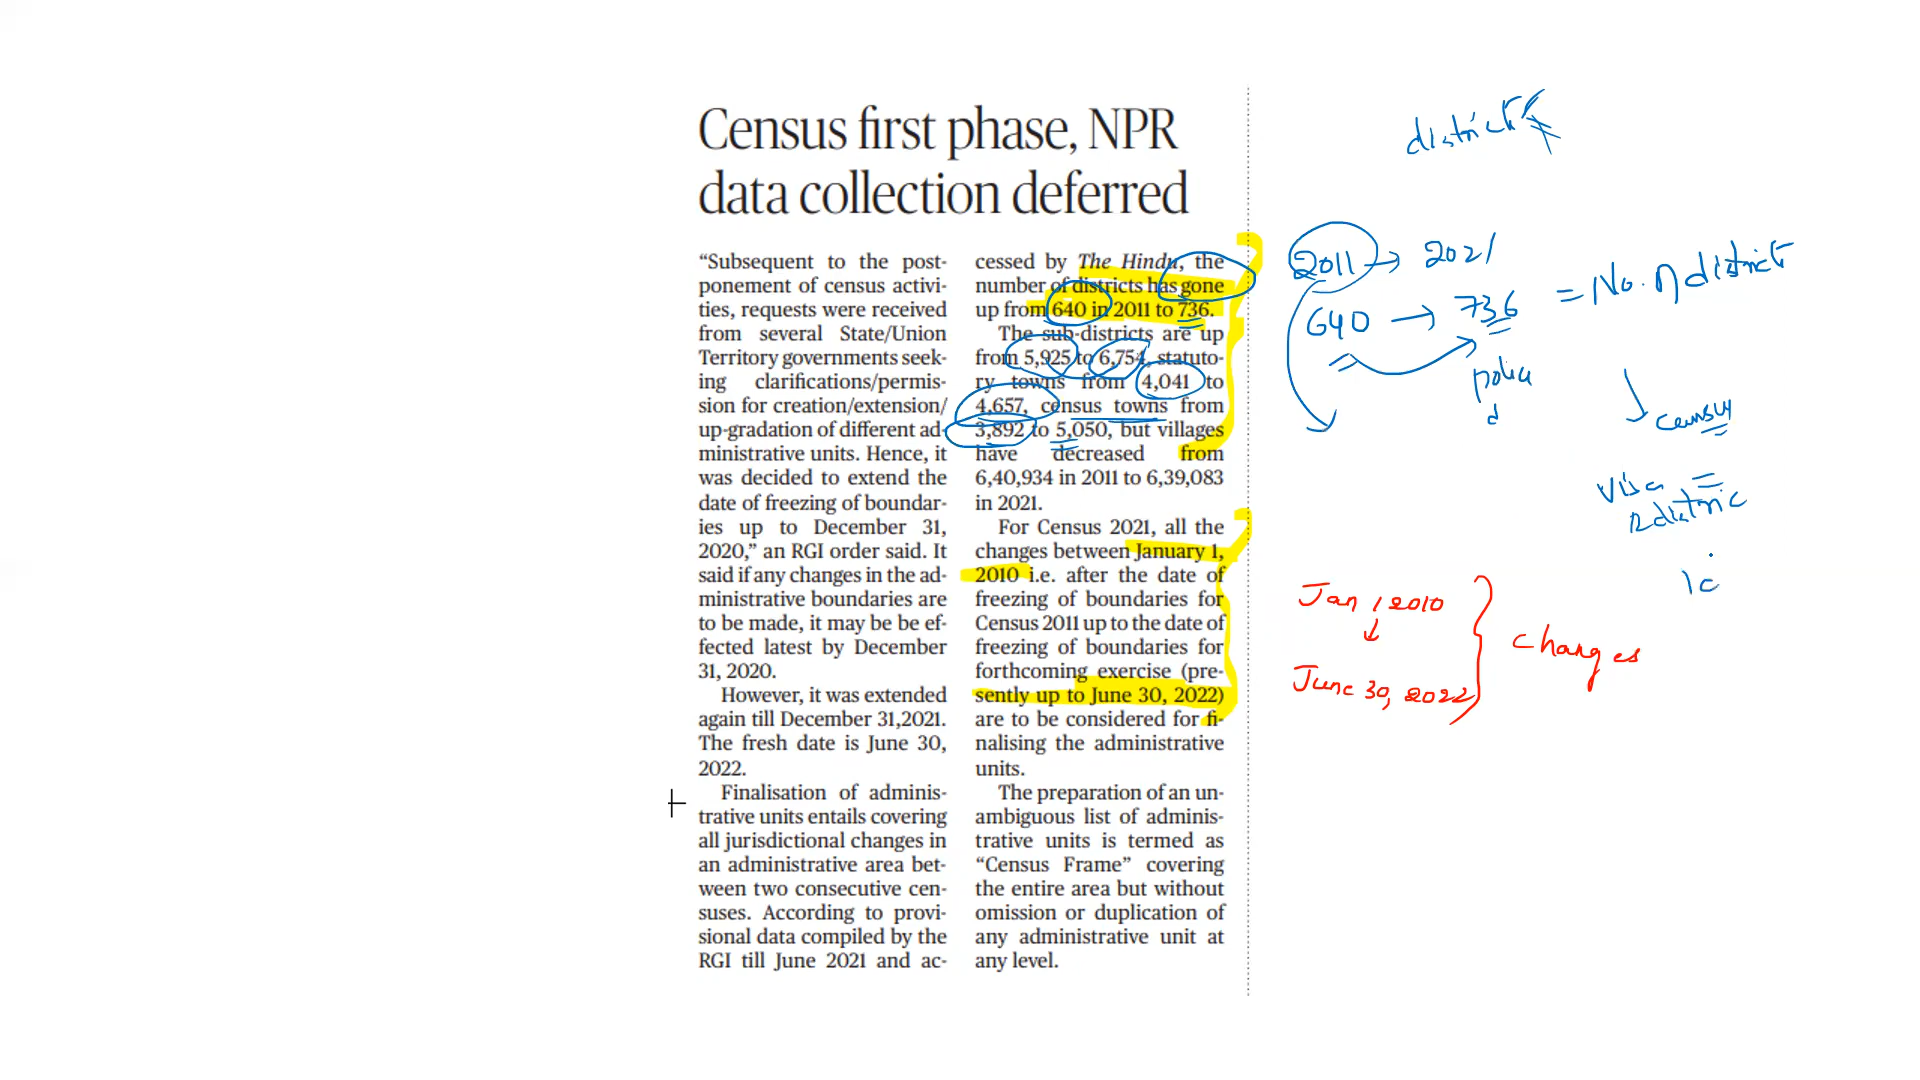 Census first phase, NPR
data collection deferred
“Subsequent to the post-
ponement of census activi-
ties, requests were received
from several State/Union
Territory governments seek-
ing clarifications/permis-
sion for creation/extension/
up-gradation of different ad-
ministrative units. Hence, it
was decided to extend the
date of freezing of boundar-
ies up to December 31,
2020,” an RGI order said. It
said if any changes in the ad-
ministrative boundaries are
to be made, it may be be ef-
fected latest by December
31, 2020.
However, it was extended
again till December 31,2021.
The fresh date is June 30,
2022.
Finalisation of adminis-
trative units entails covering
all jurisdictional changes in
an administrative area bet-
ween two consecutive cen-
suses. According to provi-
sional data compiled by the
RGI till June 2021 and ac-
cessed by The Hindu, the
number of districts has gone
up from 640 in 2011 to 736.
The sub-districts are up
from 5,925 to 6,754, statuto-
ry towns from 4,041 to
4,657, census towns from
3,892 to 5,050, but villages
have decreased from
6,40,934 in 2011 to 6,39,083
in 2021.
For Census 2021, all the
changes between January 1,
2010 i.e. after the date of
freezing of boundaries for
Census 2011 up to the date of
freezing of boundaries for
forthcoming exercise (pre-
sently up to June 30, 2022)
are to be considered for fi-
nalising the administrative
units.
The preparation of an un-
ambiguous list of adminis-
trative units is termed as
“Census Frame” covering
the entire area but without
omission or duplication of
any administrative unit at
any level.
district
2011 → 2021
640 → 736 = No. of districts
police
census
Jan 1 2010
June 30, 2022
changes